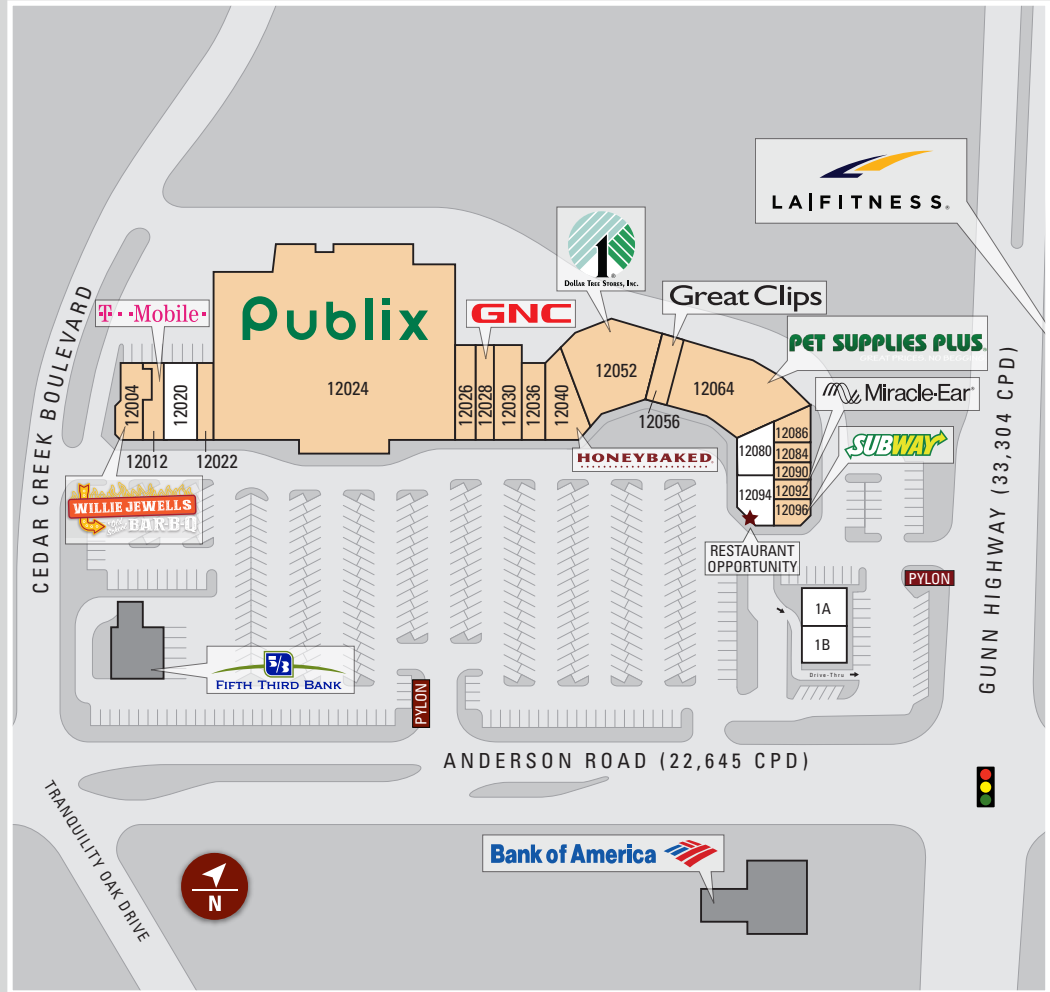 LA|FITNESS.
1
DOLLAR TREE STORES, INC.
Great Clips
T··Mobile·
Publix
GNC
PET SUPPLIES PLUS
Miracle-Ear®
SUBWAY
HONEYBAKED
WILLIE JEWELLS
BAR-B-Q
12004
12012
12020
12022
12024
12026
12028
12030
12036
12040
12052
12056
12064
12080
12086
12084
12090
12092
12094
12096
RESTAURANT
OPPORTUNITY
PYLON
1A
1B
Drive-Thru
5/3
FIFTH THIRD BANK
PYLON
CEDAR CREEK BOULEVARD
GUNN HIGHWAY (33,304 CPD)
ANDERSON ROAD (22,645 CPD)
TRANQUILITY OAK DRIVE
Bank of America
N